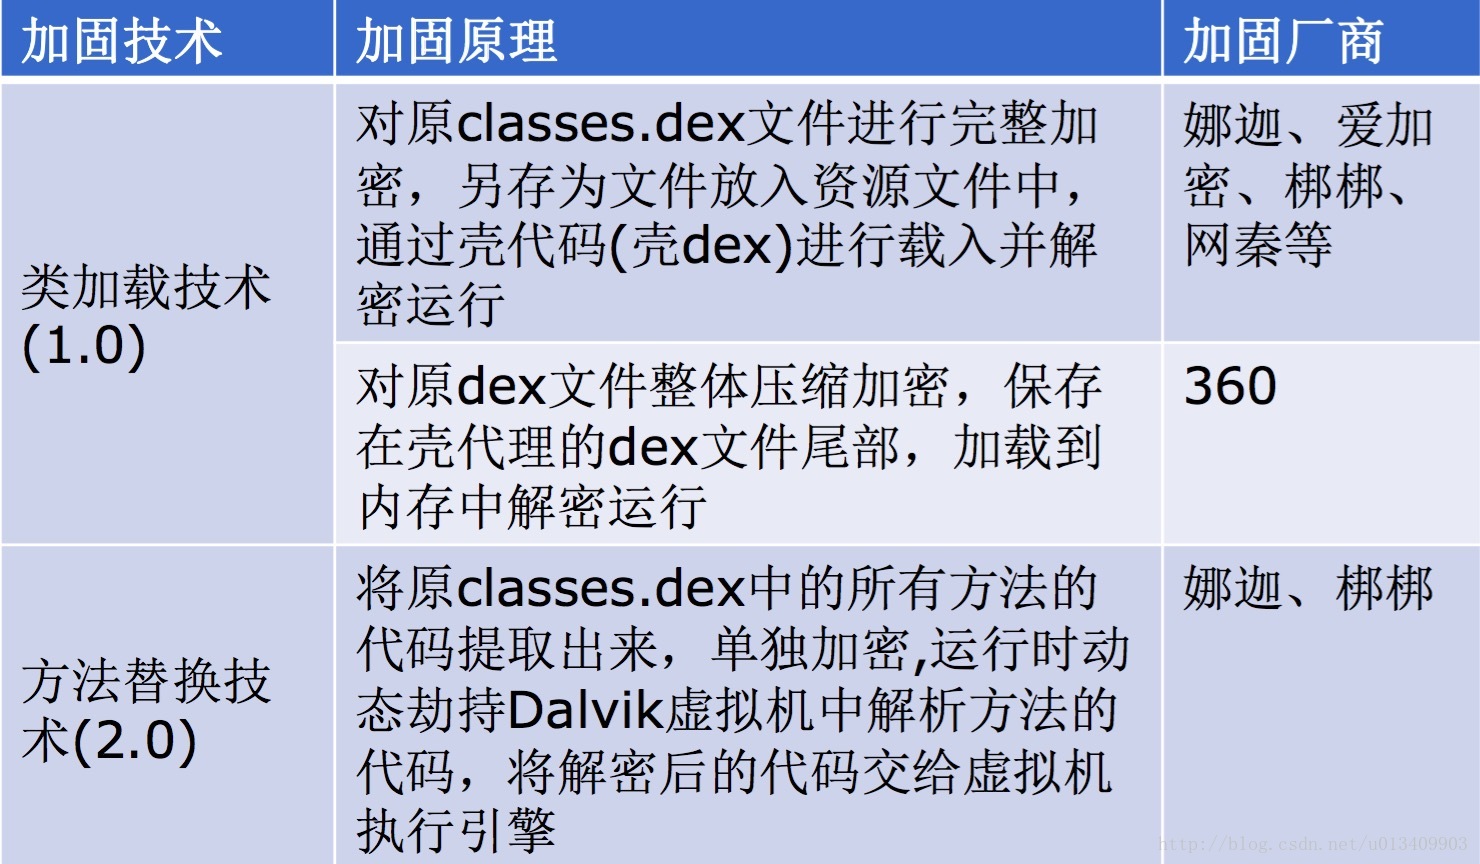 加固技术
加固原理
加固厂商
类加载技术
(1.0)
对原classes.dex文件进行完整加
密，另存为文件放入资源文件中，
通过壳代码(壳dex)进行载入并解
密运行
娜迦、爱加
密、梆梆、
网秦等
对原dex文件整体压缩加密，保存
在壳代理的dex文件尾部，加载到
内存中解密运行
360
方法替换技
术(2.0)
将原classes.dex中的所有方法的
代码提取出来，单独加密,运行时动
态劫持Dalvik虚拟机中解析方法的
代码，将解密后的代码交给虚拟机
执行引擎
娜迦、梆梆
http://blog.csdn.net/u013409903